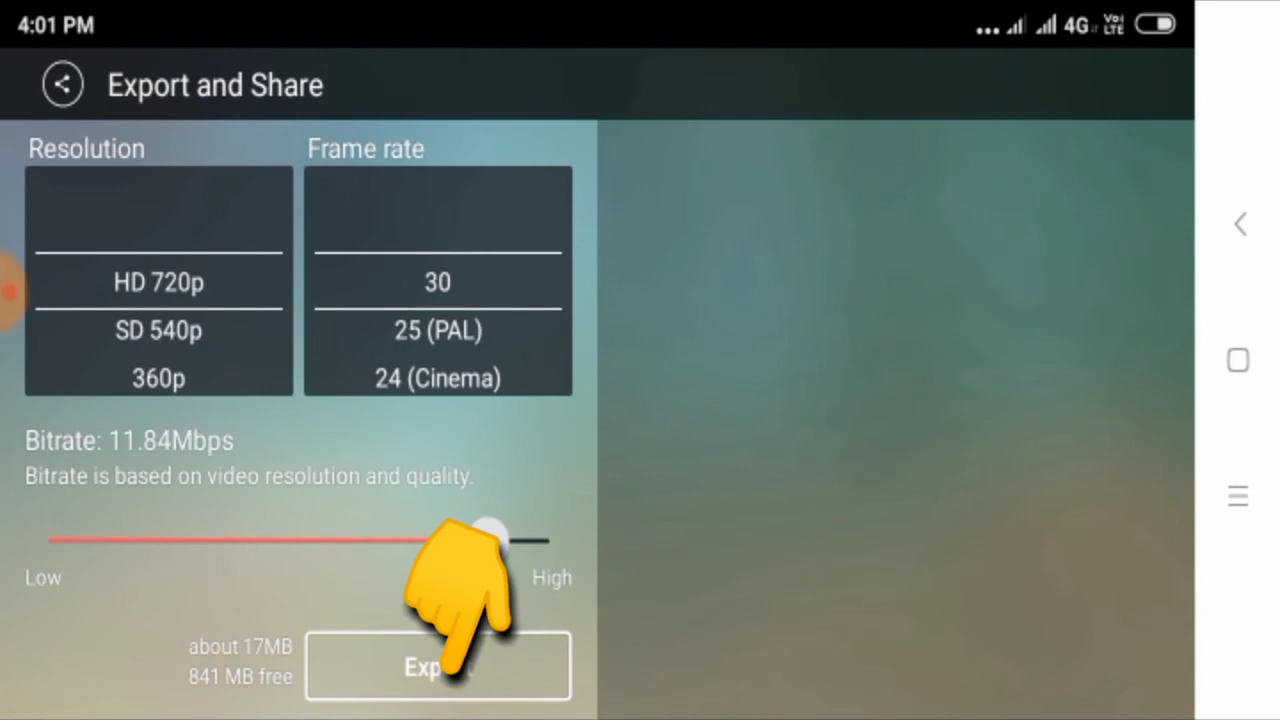 4:01 PM
4G Vo) LTE
Export and Share
Resolution
Frame rate
HD 720p
30
SD 540p
25 (PAL)
360p
24 (Cinema)
Bitrate: 11.84Mbps
Bitrate is based on video resolution and quality.
Low
High
about 17MB
841 MB free
Exp